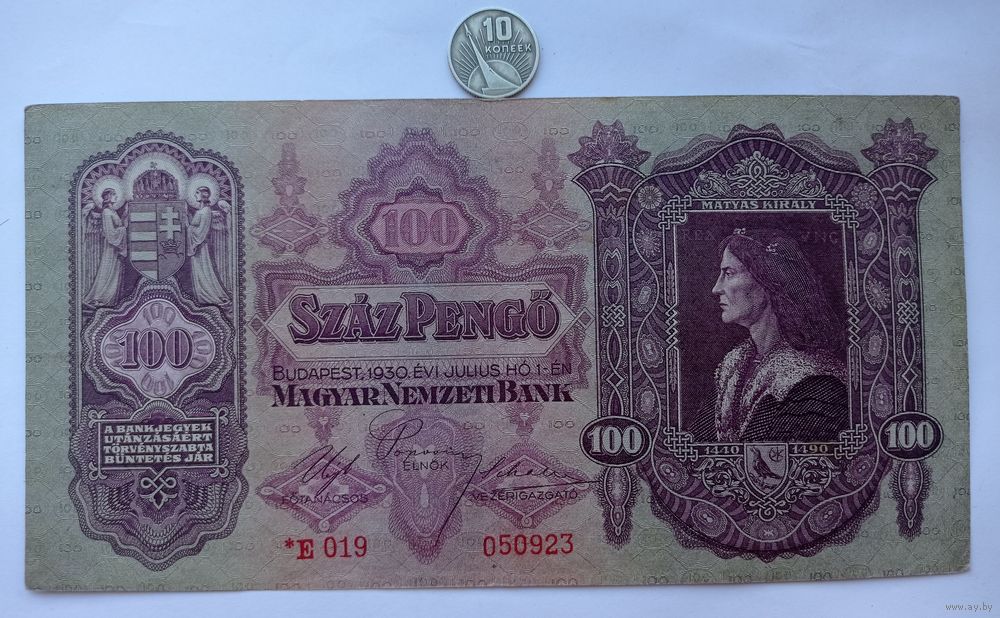 10
КОПЕЕК
100
100
A BANKJEGYEK
UTÁNZÁSÁÉRT
TÖRVÉNYSZABTA
BÜNTETÉS JÁR
SZÁZ PENGŐ
BUDAPEST, 1930. ÉVI JULIUS HÓ 1-ÉN
MAGYAR NEMZETI BANK
ELNÖK
FŐTANÁCSOS
VEZÉRIGAZGATÓ
*E 019
050923
MÁTYÁS KIRÁLY
100
100
1440
1490
www.ay.by